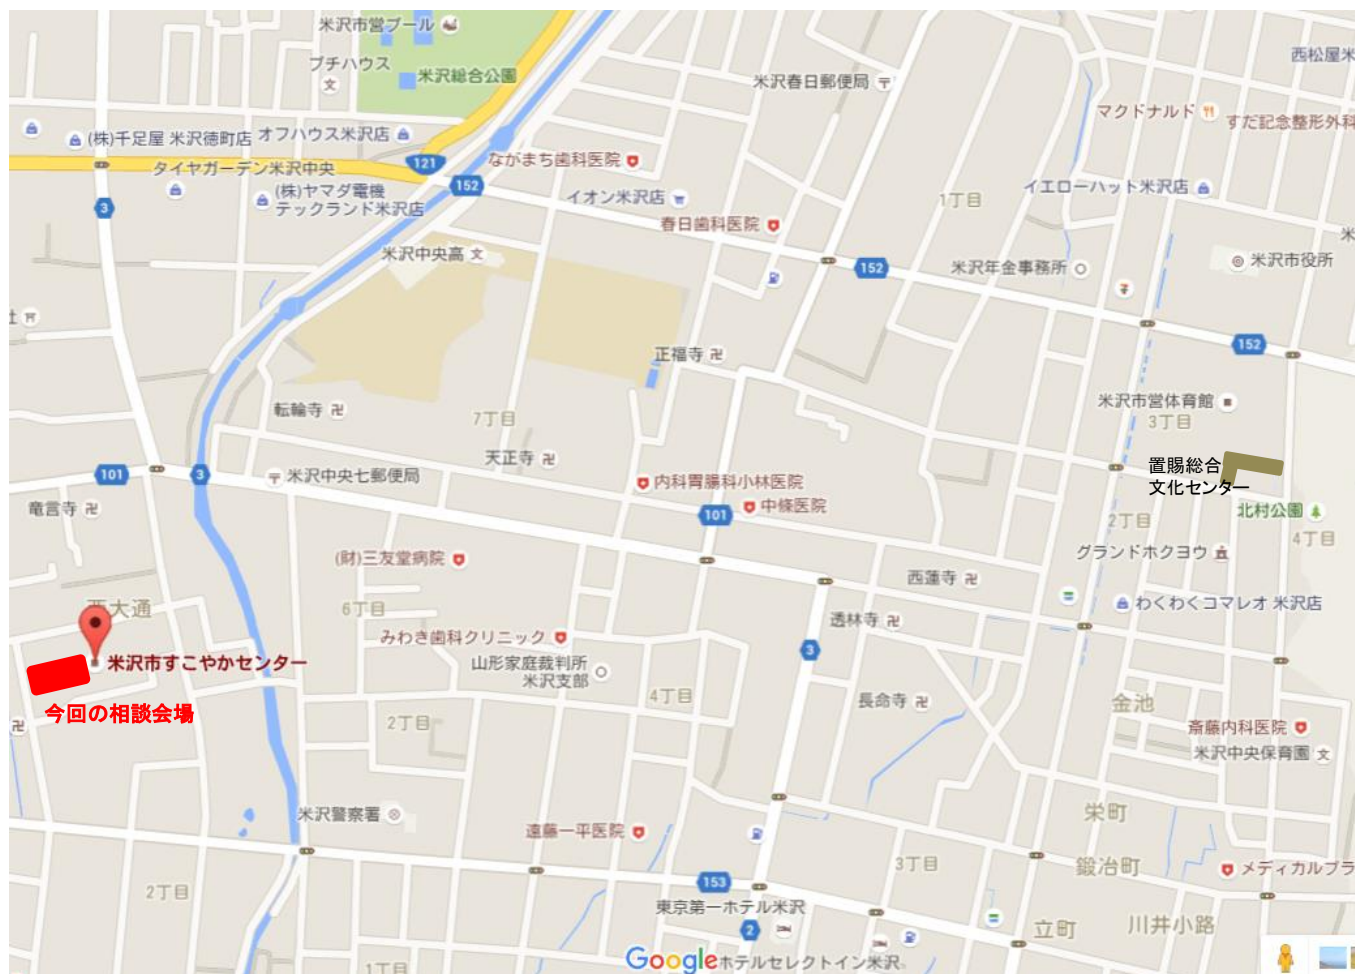 米沢市営プール
プチハウス
米沢総合公園
米沢春日郵便局
西松屋米
マクドナルド
すだ記念整形外科
(株)千足屋 米沢徳町店
オフハウス米沢店
タイヤガーデン米沢中央
(株)ヤマダ電機
テックランド米沢店
121
152
ながまち歯科医院
イオン米沢店
イエローハット米沢店
1丁目
3
春日歯科医院
米沢中央高
152
米沢年金事務所
米沢市役所
米
152
正福寺
転輪寺
7丁目
米沢市営体育館
3丁目
天正寺
置賜総合
文化センター
101
3
米沢中央七郵便局
内科胃腸科小林医院
中條医院
101
竜言寺
2丁目
北村公園
4丁目
(財)三友堂病院
グランドホクヨウ
西蓮寺
わくわくコマレオ 米沢店
西大通
6丁目
透林寺
みわき歯科クリニック
3
米沢市すこやかセンター
山形家庭裁判所
米沢支部
4丁目
長命寺
金池
今回の相談会場
2丁目
斎藤内科医院
米沢中央保育園
米沢警察署
遠藤一平医院
栄町
3丁目
鍛冶町
メディカルプラ
2丁目
153
東京第一ホテル米沢
2
立町
川井小路
Google
ホテルセレクトイン米沢
1丁目